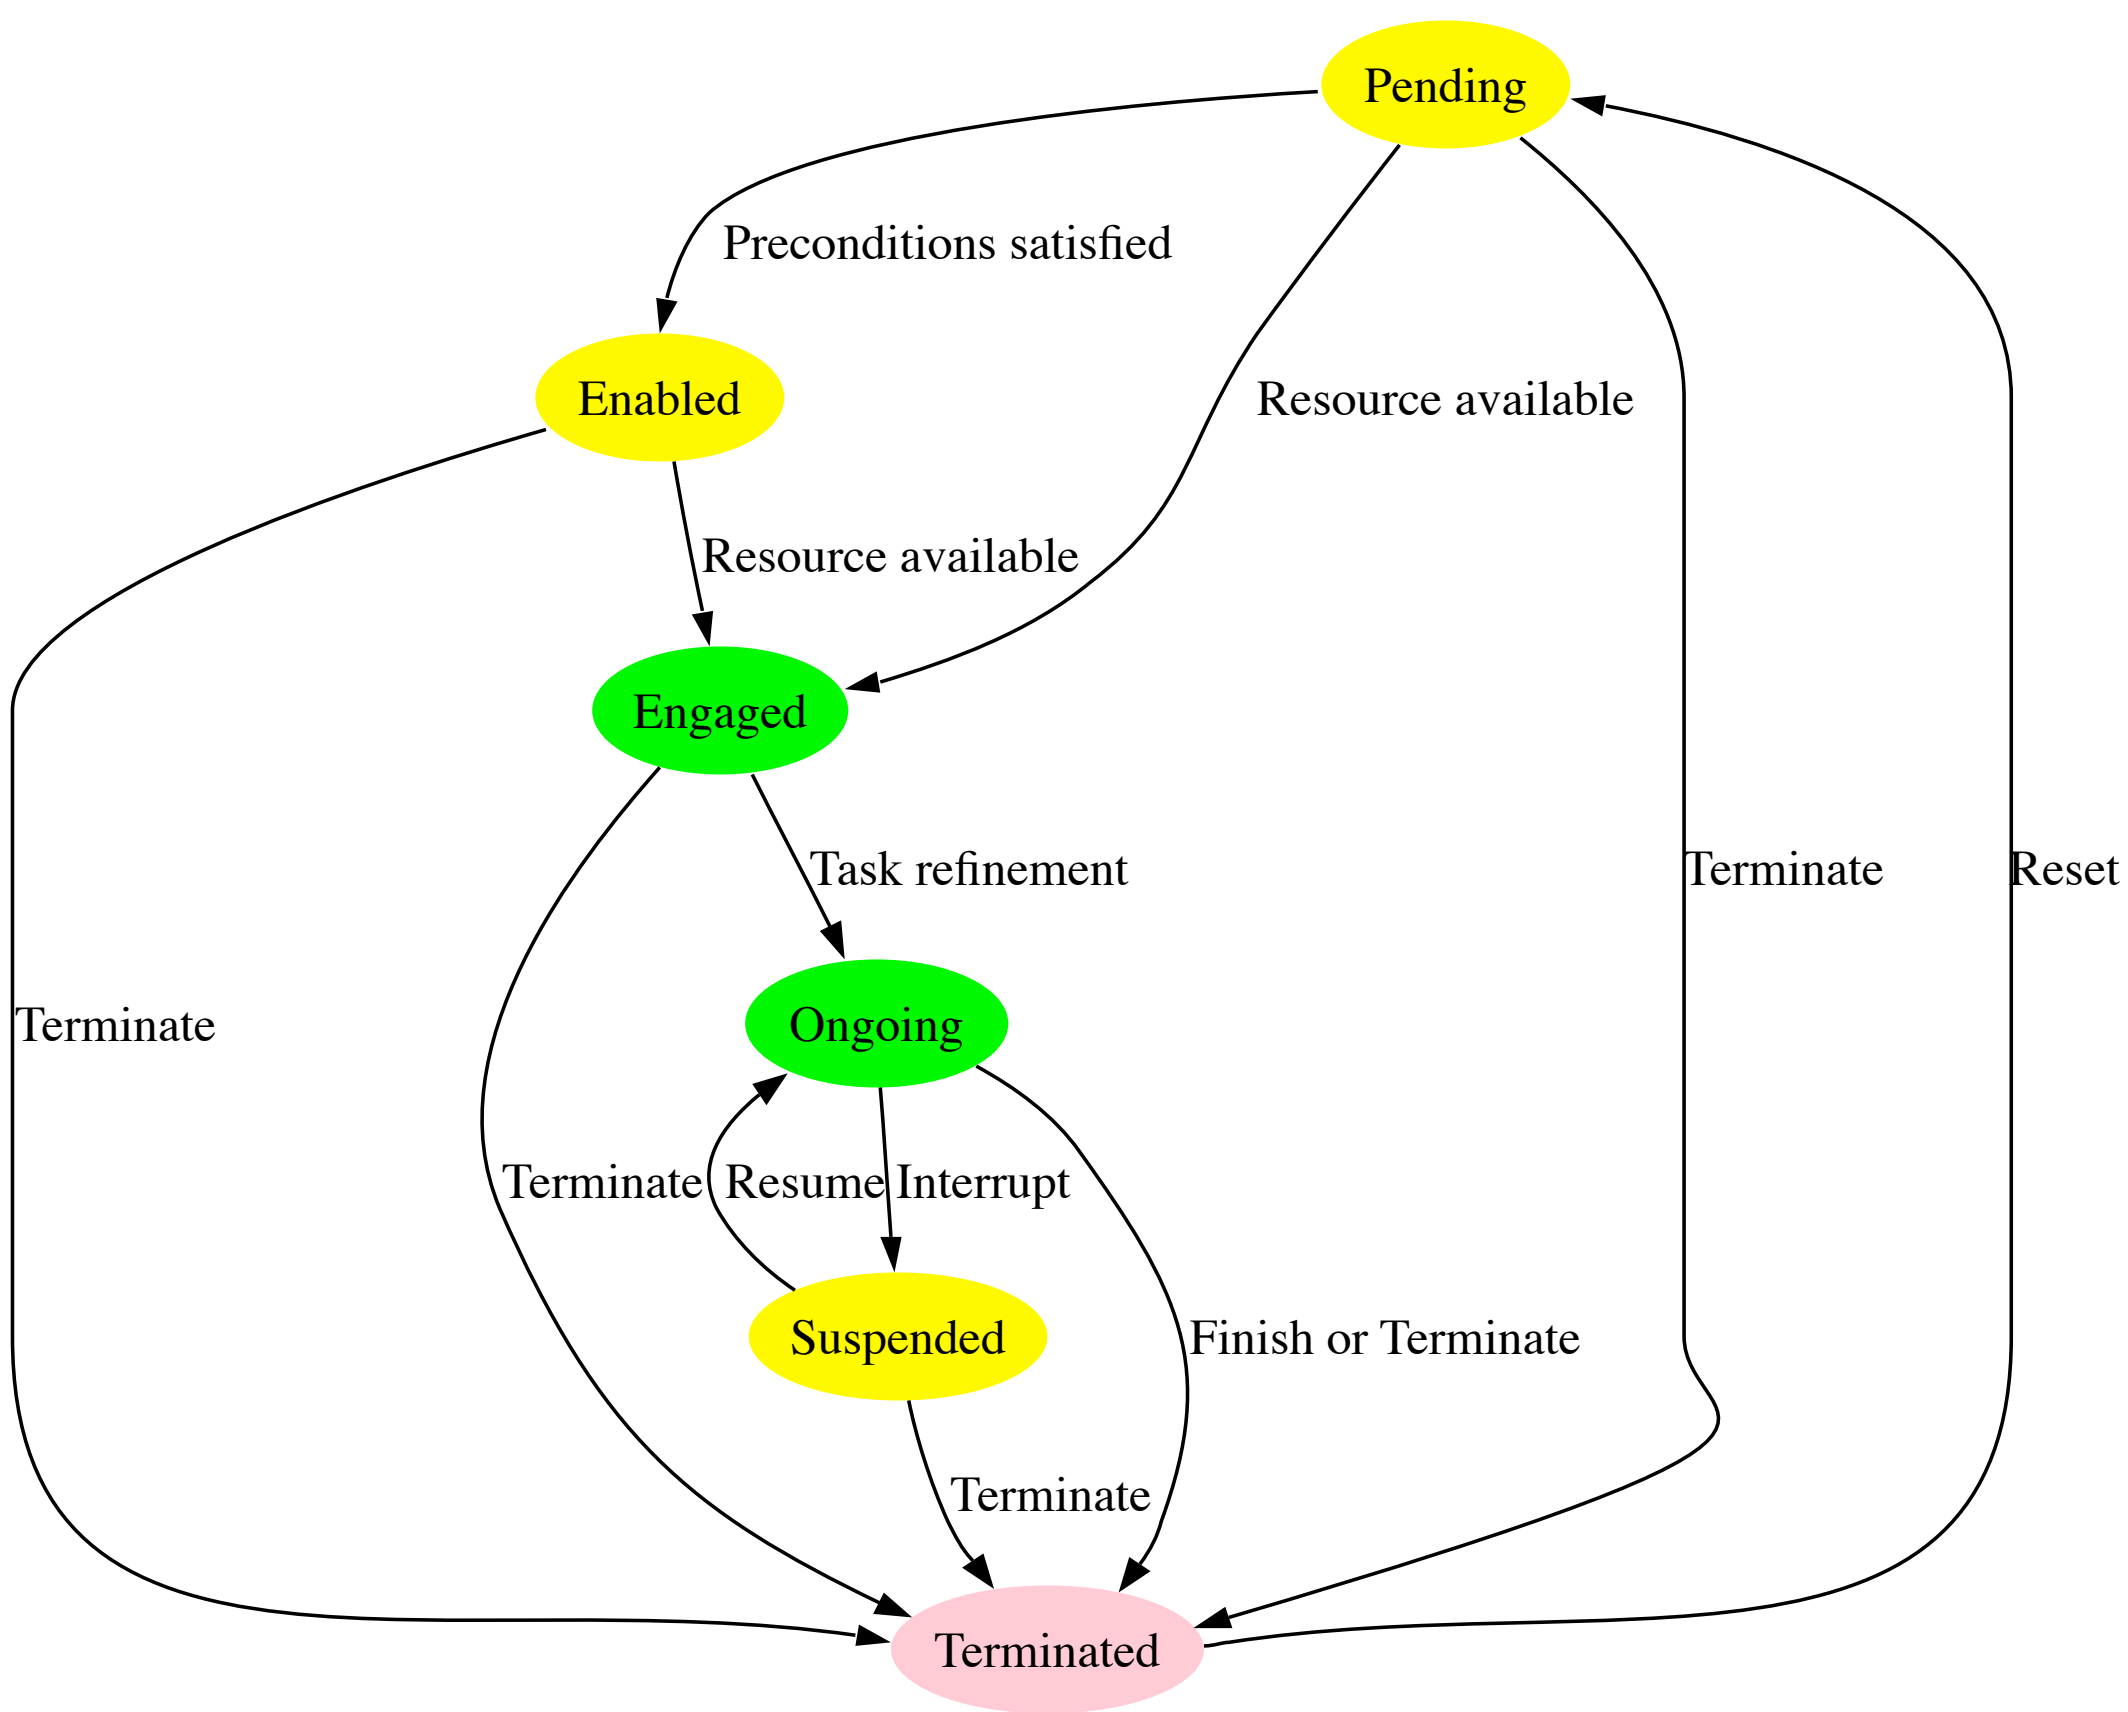 Pending
Preconditions satisfied
Enabled
Resource available
Resource available
Engaged
Task refinement
Terminate
Reset
Ongoing
Terminate
Terminate
Resume
Interrupt
Suspended
Finish or Terminate
Terminate
Terminated